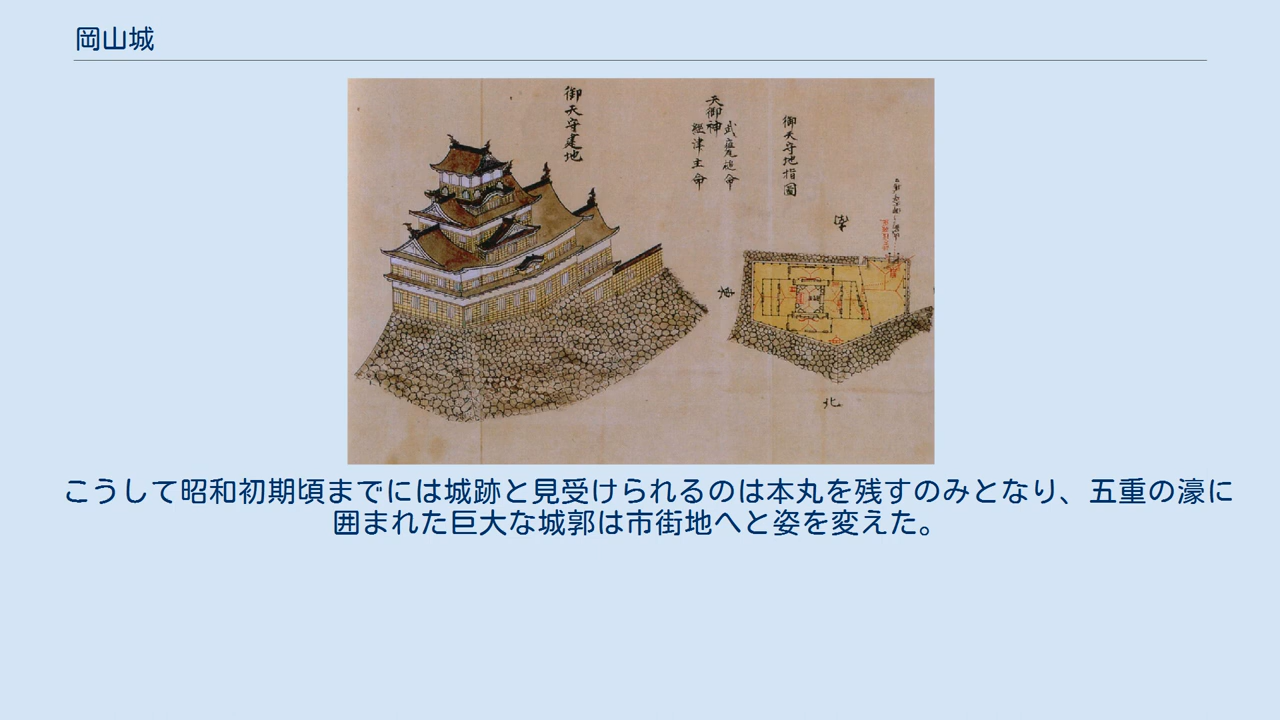 岡山城
御天守建地
天御神
武甕槌命
經津主命
御天守地指圖
北
こうして昭和初期頃までには城跡と見受けられるのは本丸を残すのみとなり、五重の濠に
囲まれた巨大な城郭は市街地へと姿を変えた。